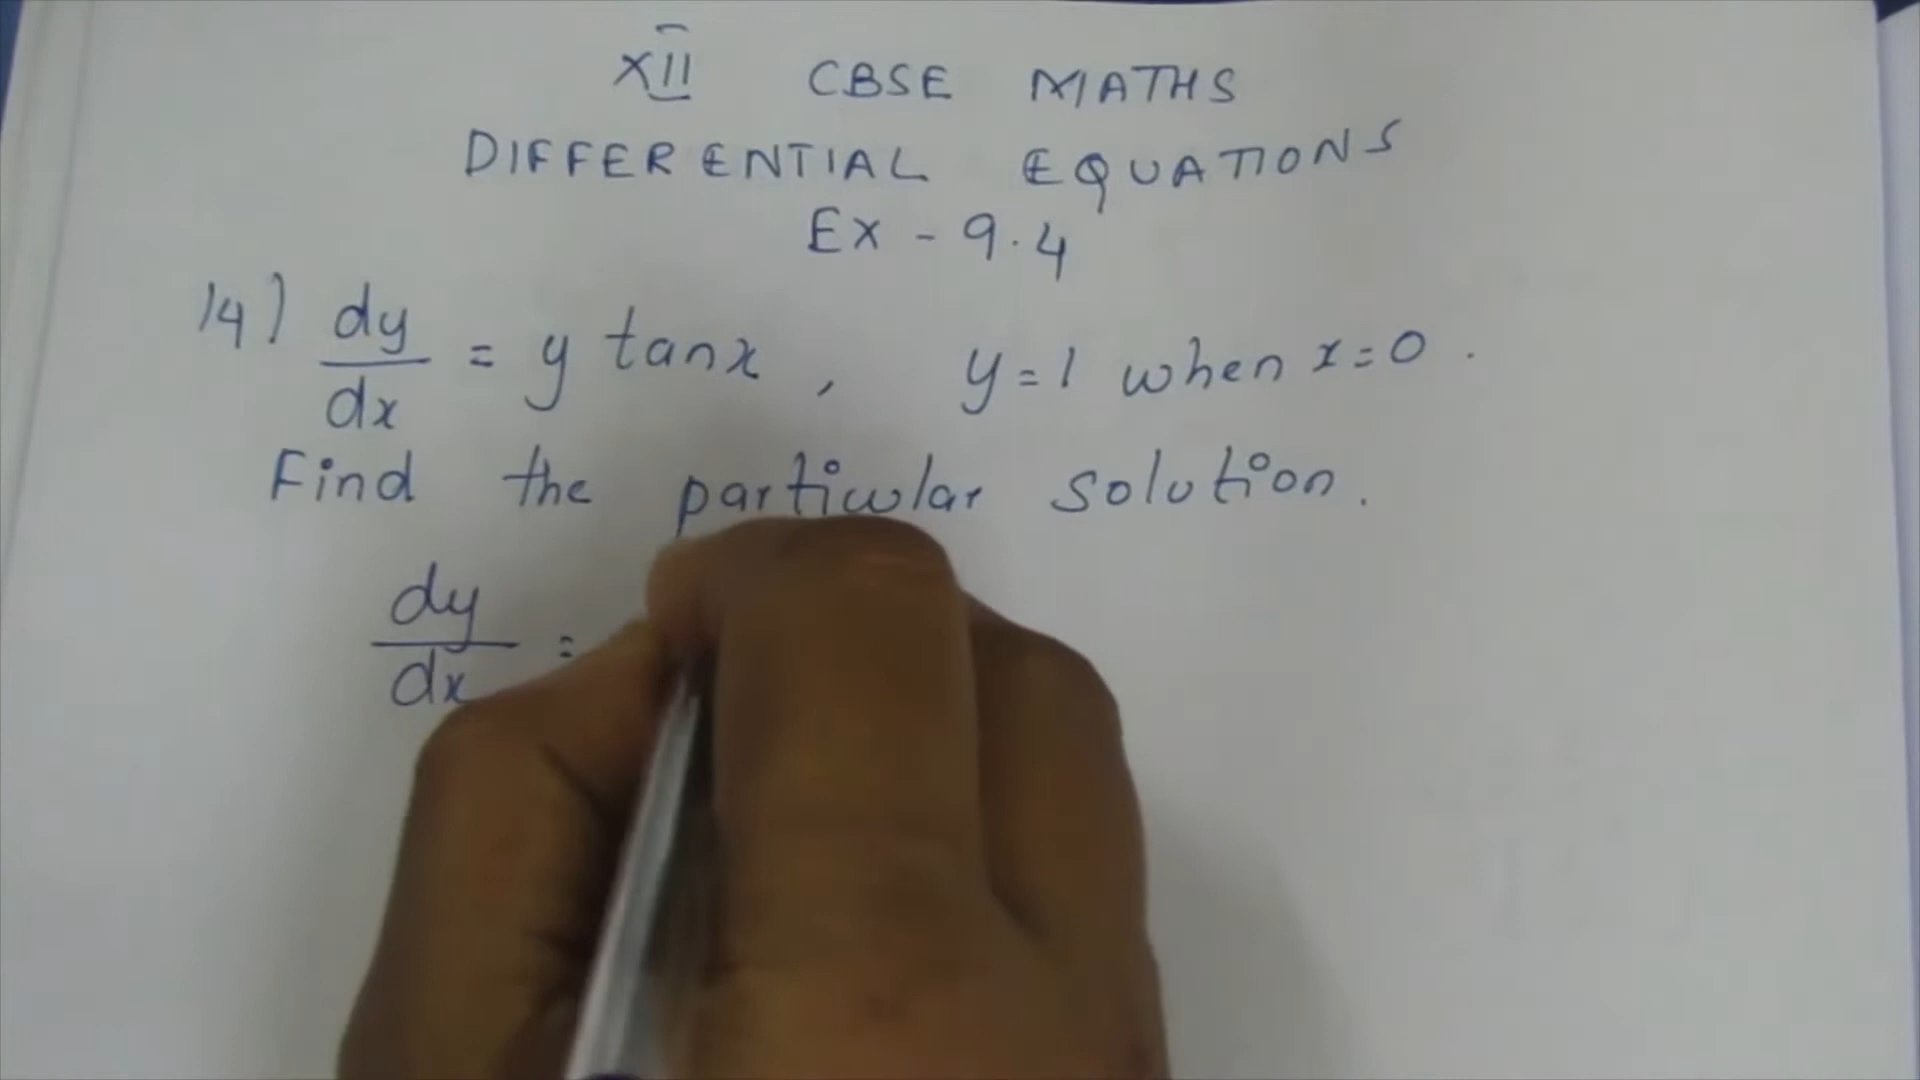 XII CBSE MATHS
DIFFERENTIAL EQUATIONS
Ex - 9.4
14) dy/dx = y tanx , y=1 when x=0 .
Find the particular solution.
dy/dx =